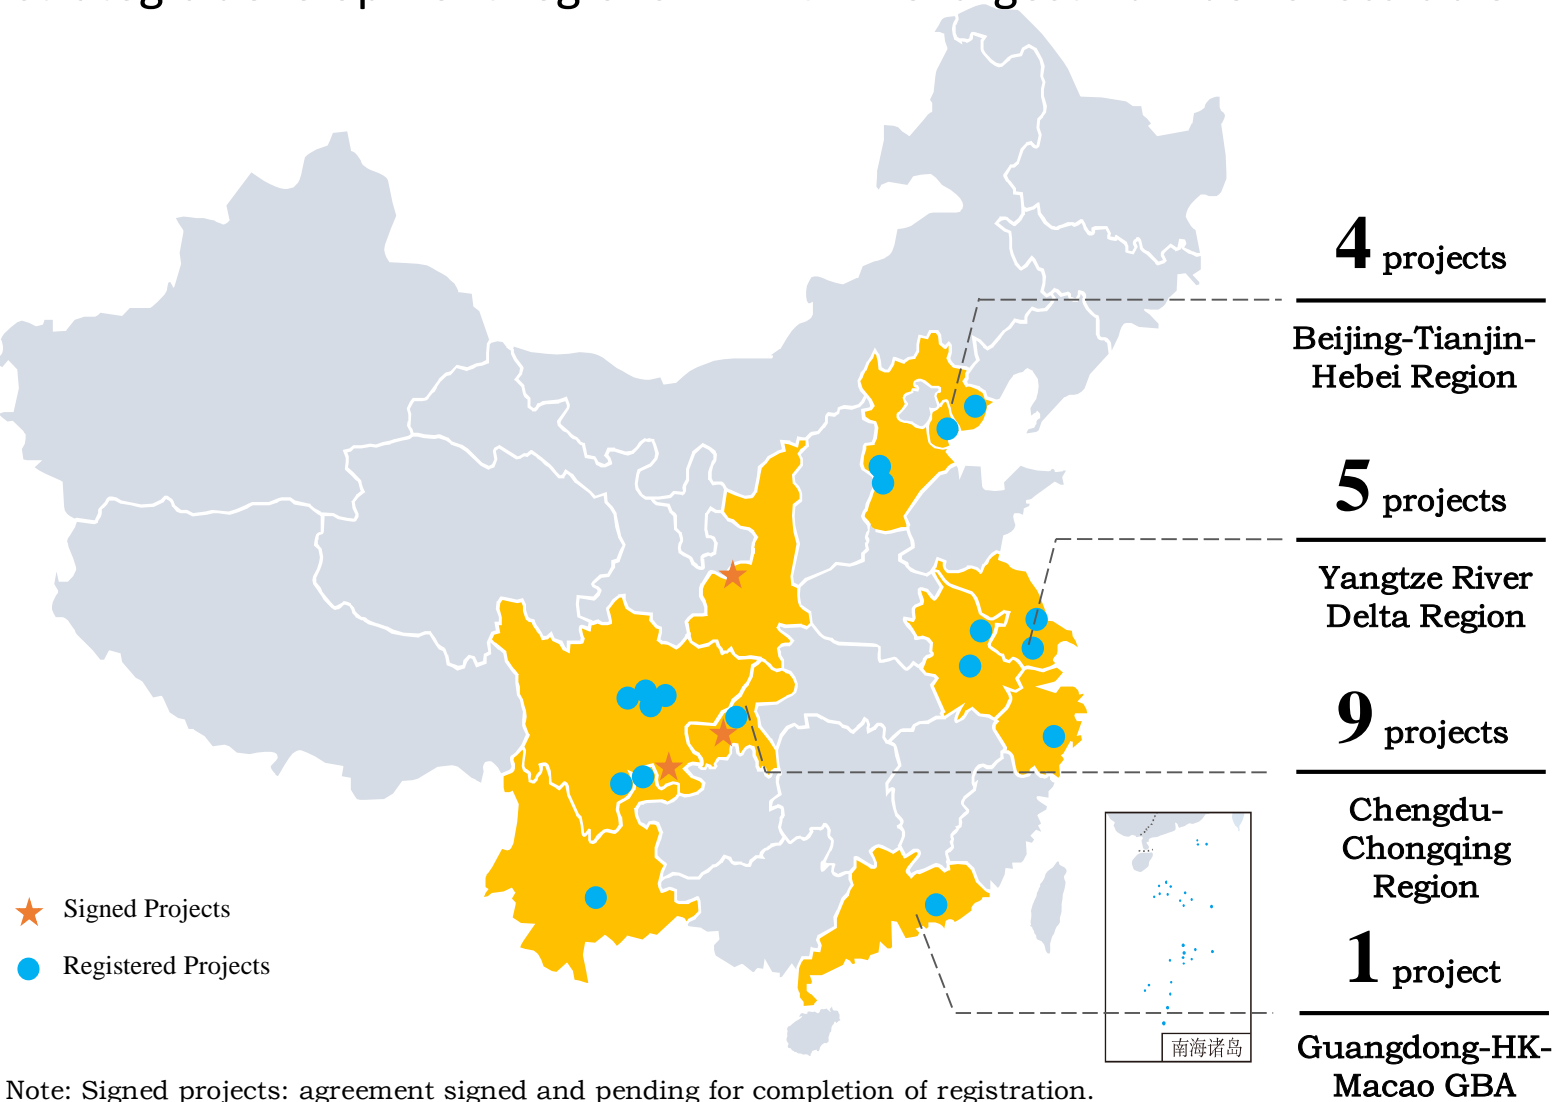 4 projects
Beijing-Tianjin-
Hebei Region
5 projects
Yangtze River
Delta Region
9 projects
Chengdu-
Chongqing
Region
1 project
Guangdong-HK-
Macao GBA
Signed Projects
Registered Projects
南海诸岛
Note: Signed projects: agreement signed and pending for completion of registration.